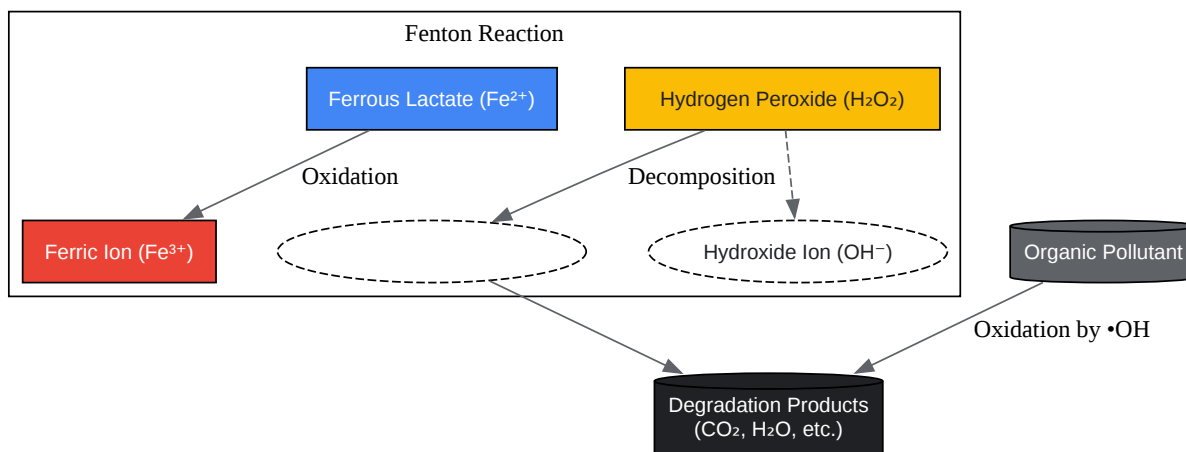 Fenton Reaction
Ferrous Lactate (Fe²⁺)
Hydrogen Peroxide (H₂O₂)
Oxidation
Decomposition
Ferric Ion (Fe³⁺)
Hydroxide Ion (OH⁻)
Organic Pollutant
Oxidation by •OH
Degradation Products
(CO₂, H₂O, etc.)